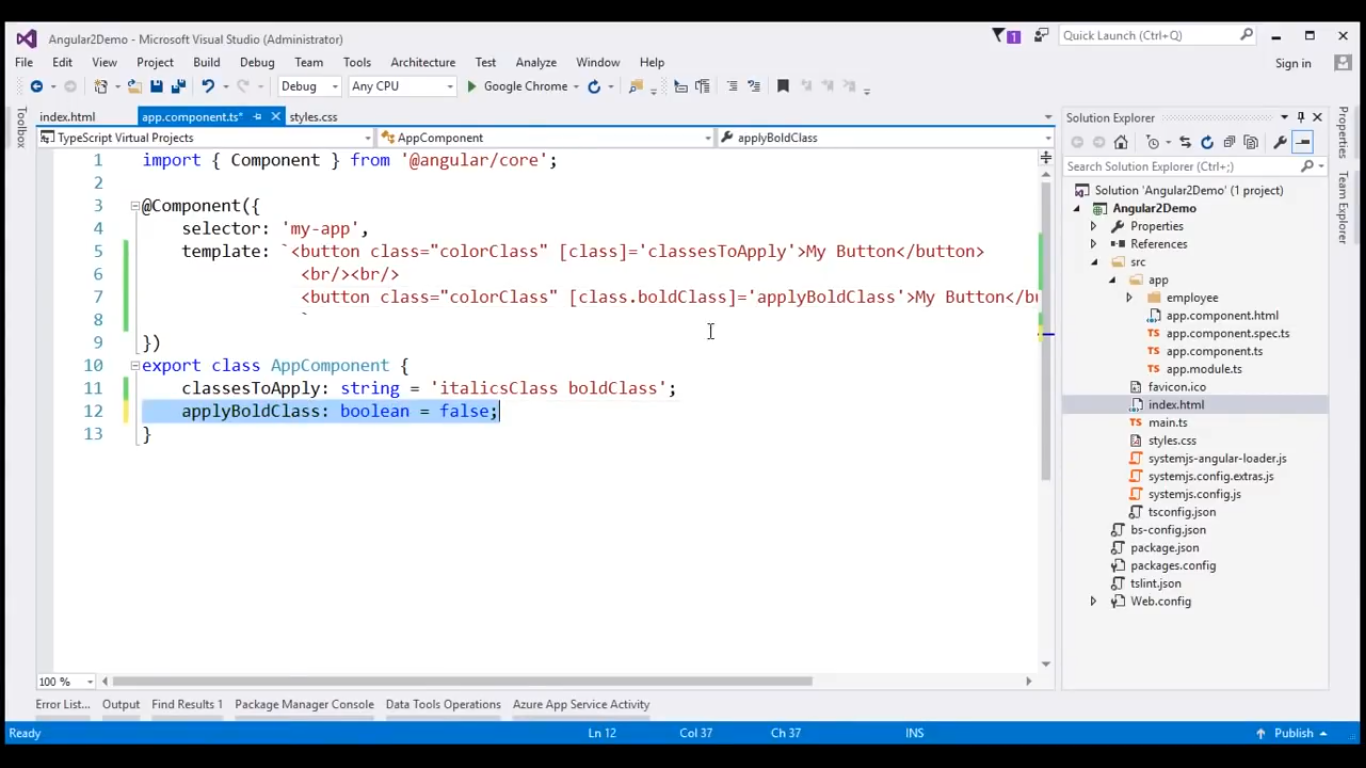 Angular2Demo - Microsoft Visual Studio (Administrator)
1
Quick Launch (Ctrl+Q)
File Edit View Project Build Debug Team Tools Architecture Test Analyze Window Help
Sign in
Debug Any CPU Google Chrome
Toolbox
index.html app.component.ts* styles.css
TypeScript Virtual Projects AppComponent applyBoldClass
1 import { Component } from '@angular/core';
2
3 @Component({
4 selector: 'my-app',
5 template: `<button class="colorClass" [class]='classesToApply'>My Button</button>
6 <br/><br/>
7 <button class="colorClass" [class.boldClass]='applyBoldClass'>My Button</bu
8 `
9 })
10 export class AppComponent {
11 classesToApply: string = 'italicsClass boldClass';
12 applyBoldClass: boolean = false;
13 }
100 %
Solution Explorer
Search Solution Explorer (Ctrl+;)
Solution 'Angular2Demo' (1 project)
Angular2Demo
Properties
References
src
app
employee
app.component.html
app.component.spec.ts
app.component.ts
app.module.ts
favicon.ico
index.html
main.ts
styles.css
systemjs-angular-loader.js
systemjs.config.extras.js
systemjs.config.js
tsconfig.json
bs-config.json
package.json
packages.config
tslint.json
Web.config
Properties
Team Explorer
Error List... Output Find Results 1 Package Manager Console Data Tools Operations Azure App Service Activity
Ready Ln 12 Col 37 Ch 37 INS Publish